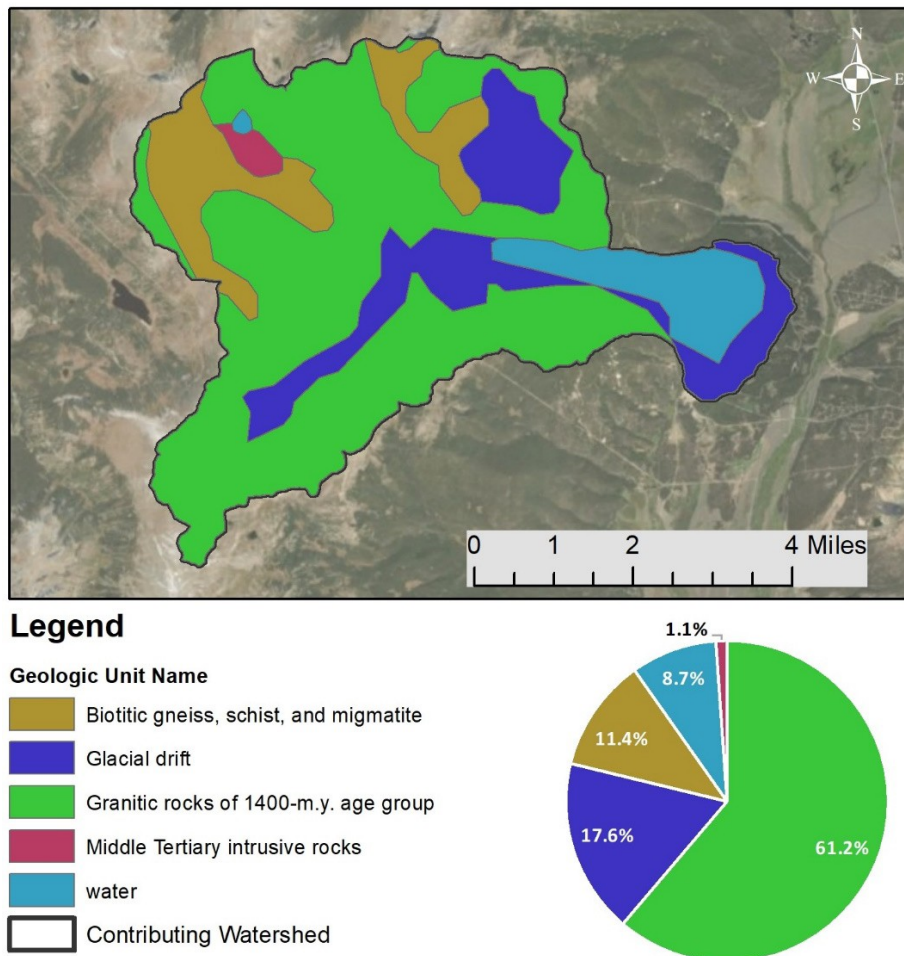 N
W E
S
0 1 2 4 Miles
Legend
Geologic Unit Name
Biotitic gneiss, schist, and migmatite
Glacial drift
Granitic rocks of 1400-m.y. age group
Middle Tertiary intrusive rocks
water
Contributing Watershed
1.1%
8.7%
11.4%
17.6%
61.2%